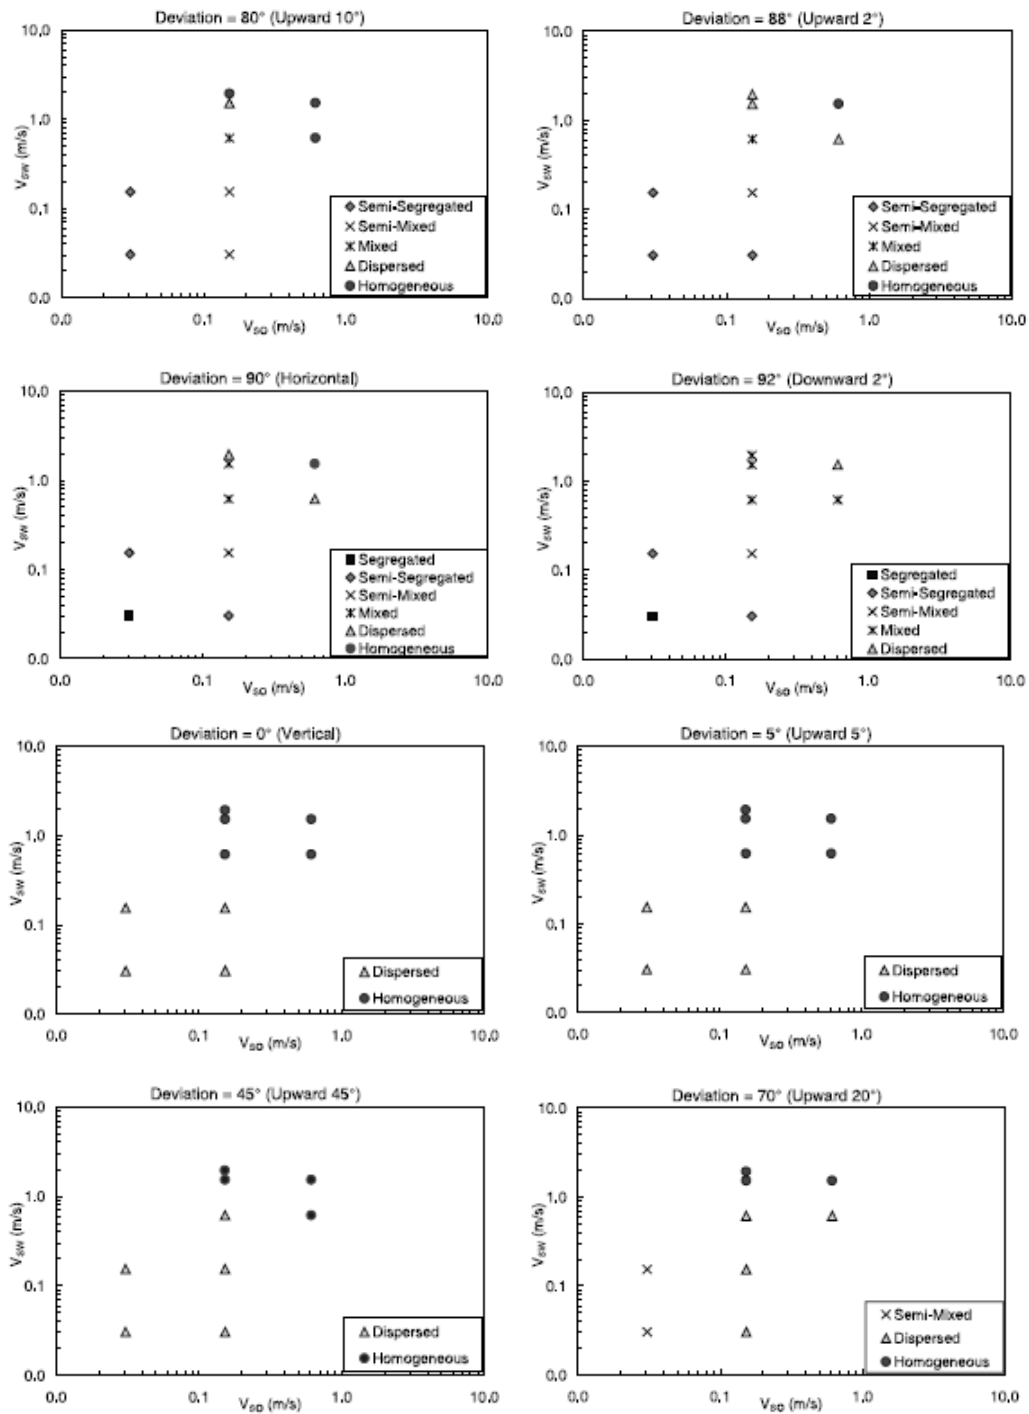 Deviation = 80° (Upward 10°)
10.0
1.0
0.1
0.0
V_SW (m/s)
Semi-Segregated
Semi-Mixed
Mixed
Dispersed
Homogeneous
0.0 0.1 1.0 10.0
V_SO (m/s)
Deviation = 88° (Upward 2°)
10.0
1.0
0.1
0.0
V_SW (m/s)
Semi-Segregated
Semi-Mixed
Mixed
Dispersed
Homogeneous
0.0 0.1 1.0 10.0
V_SO (m/s)
Deviation = 90° (Horizontal)
10.0
1.0
0.1
0.0
V_SW (m/s)
Segregated
Semi-Segregated
Semi-Mixed
Mixed
Dispersed
Homogeneous
0.0 0.1 1.0 10.0
V_SO (m/s)
Deviation = 92° (Downward 2°)
10.0
1.0
0.1
0.0
V_SW (m/s)
Segregated
Semi-Segregated
Semi-Mixed
Mixed
Dispersed
0.0 0.1 1.0 10.0
V_SO (m/s)
Deviation = 0° (Vertical)
10.0
1.0
0.1
0.0
V_SW (m/s)
Dispersed
Homogeneous
0.0 0.1 1.0 10.0
V_SO (m/s)
Deviation = 5° (Upward 5°)
10.0
1.0
0.1
0.0
V_SW (m/s)
Dispersed
Homogeneous
0.0 0.1 1.0 10.0
V_SO (m/s)
Deviation = 45° (Upward 45°)
10.0
1.0
0.1
0.0
V_SW (m/s)
Dispersed
Homogeneous
0.0 0.1 1.0 10.0
V_SO (m/s)
Deviation = 70° (Upward 20°)
10.0
1.0
0.1
0.0
V_SW (m/s)
Semi-Mixed
Dispersed
Homogeneous
0.0 0.1 1.0 10.0
V_SO (m/s)